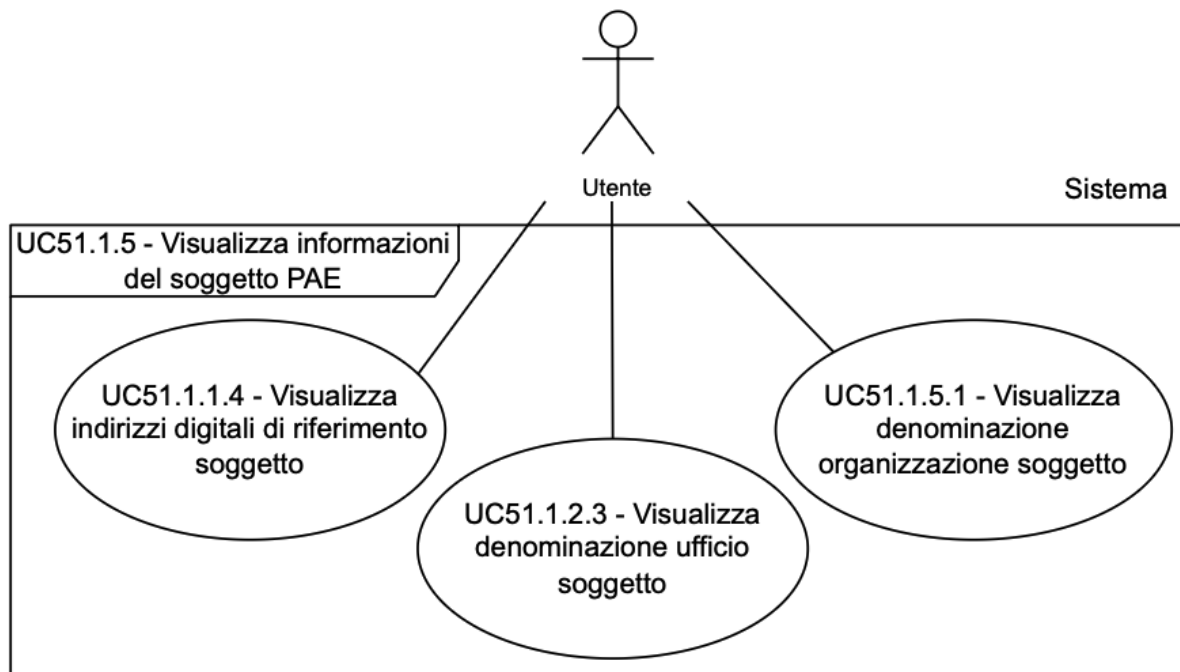 Utente
Sistema
UC51.1.5 - Visualizza informazioni
del soggetto PAE
UC51.1.1.4 - Visualizza
indirizzi digitali di riferimento
soggetto
UC51.1.2.3 - Visualizza
denominazione ufficio
soggetto
UC51.1.5.1 - Visualizza
denominazione
organizzazione soggetto